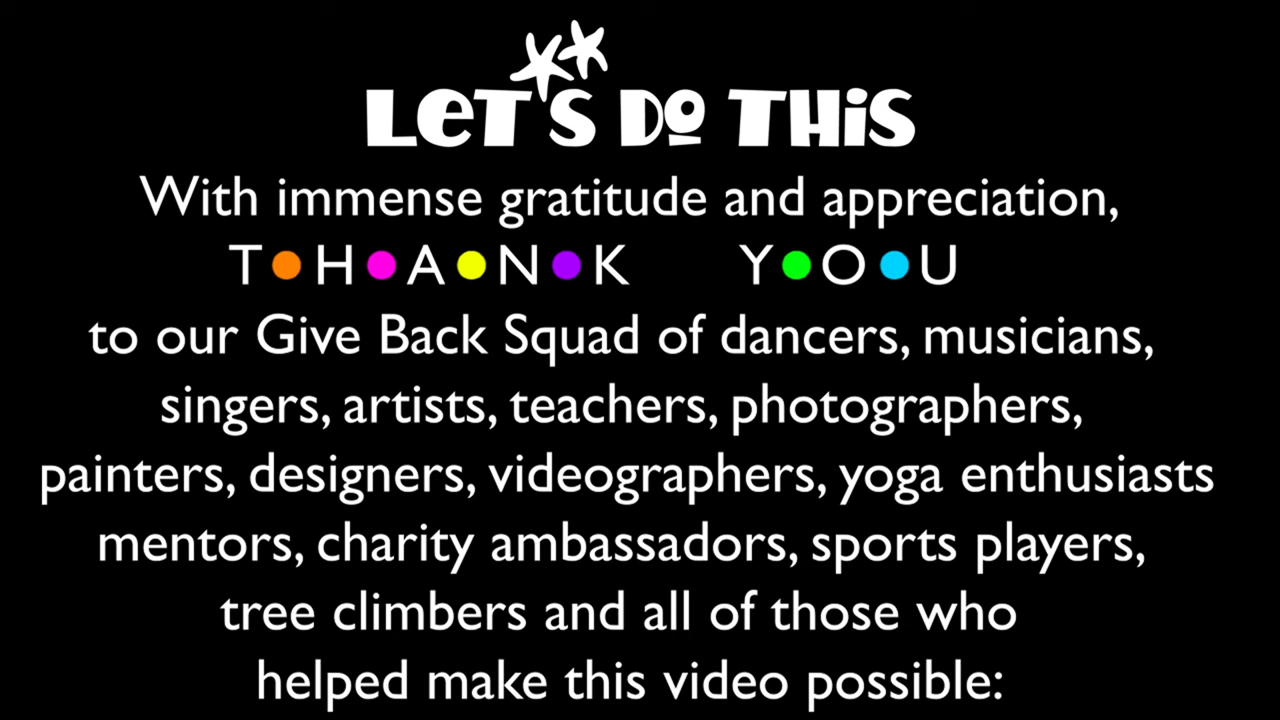 LET'S DO THIS
With immense gratitude and appreciation,
T•H•A•N•K Y•O•U
to our Give Back Squad of dancers, musicians,
singers, artists, teachers, photographers,
painters, designers, videographers, yoga enthusiasts
mentors, charity ambassadors, sports players,
tree climbers and all of those who
helped make this video possible: